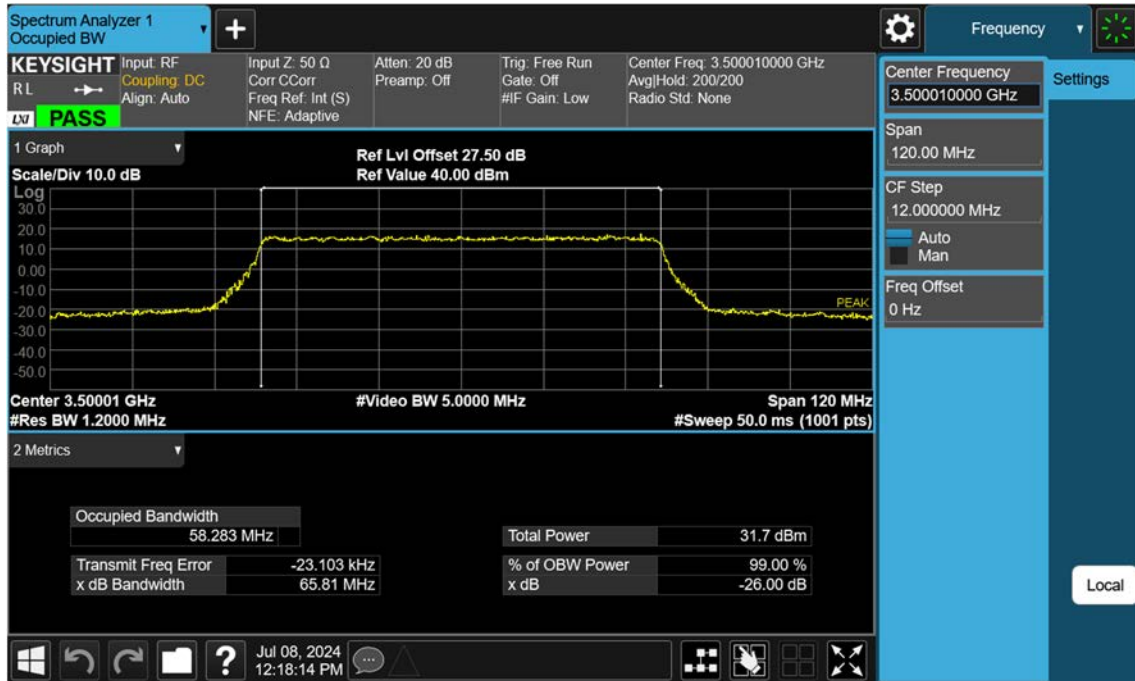 Spectrum Analyzer 1
Occupied BW
+
Frequency
KEYSIGHT
R L
LXI PASS
Input: RF
Coupling: DC
Align: Auto
Input Z: 50 Ω
Corr CCorr
Freq Ref: Int (S)
NFE: Adaptive
Atten: 20 dB
Preamp: Off
Trig: Free Run
Gate: Off
#IF Gain: Low
Center Freq: 3.500010000 GHz
Avg|Hold: 200/200
Radio Std: None
Center Frequency
3.500010000 GHz
Settings
Span
120.00 MHz
CF Step
12.000000 MHz
Auto
Man
Freq Offset
0 Hz
1 Graph
Scale/Div 10.0 dB
Ref Lvl Offset 27.50 dB
Ref Value 40.00 dBm
Log
30.0
20.0
10.0
0.00
-10.0
-20.0
-30.0
-40.0
-50.0
PEAK
Center 3.50001 GHz
#Video BW 5.0000 MHz
Span 120 MHz
#Res BW 1.2000 MHz
#Sweep 50.0 ms (1001 pts)
2 Metrics
Occupied Bandwidth
58.283 MHz
Total Power 31.7 dBm
Transmit Freq Error -23.103 kHz
% of OBW Power 99.00 %
x dB Bandwidth 65.81 MHz
x dB -26.00 dB
Local
?
Jul 08, 2024
12:18:14 PM